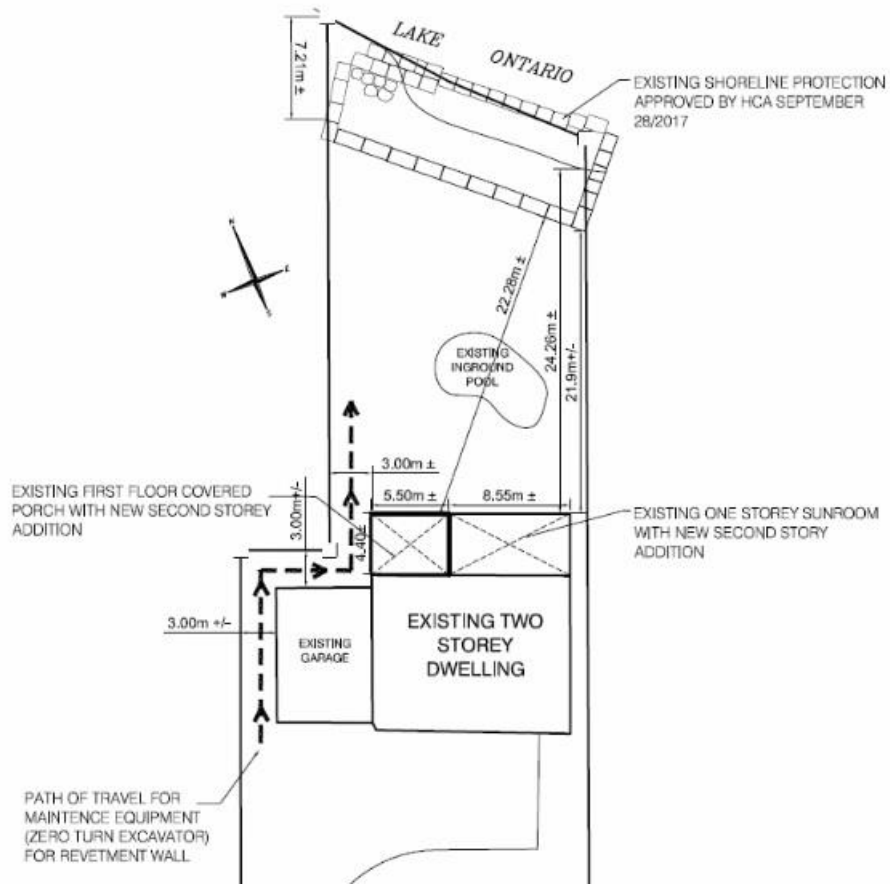 LAKE ONTARIO
7.21m ±
EXISTING SHORELINE PROTECTION
APPROVED BY HCA SEPTEMBER
28/2017
N
E
W
22.28m ±
24.26m ±
21.9m+/-
EXISTING
INGROUND
POOL
3.00m ±
5.50m ±
8.55m ±
EXISTING FIRST FLOOR COVERED
PORCH WITH NEW SECOND STOREY
ADDITION
3.00m+/-
4.40±
EXISTING ONE STOREY SUNROOM
WITH NEW SECOND STORY
ADDITION
3.00m +/-
EXISTING
GARAGE
EXISTING TWO
STOREY
DWELLING
PATH OF TRAVEL FOR
MAINTENCE EQUIPMENT
(ZERO TURN EXCAVATOR)
FOR REVETMENT WALL